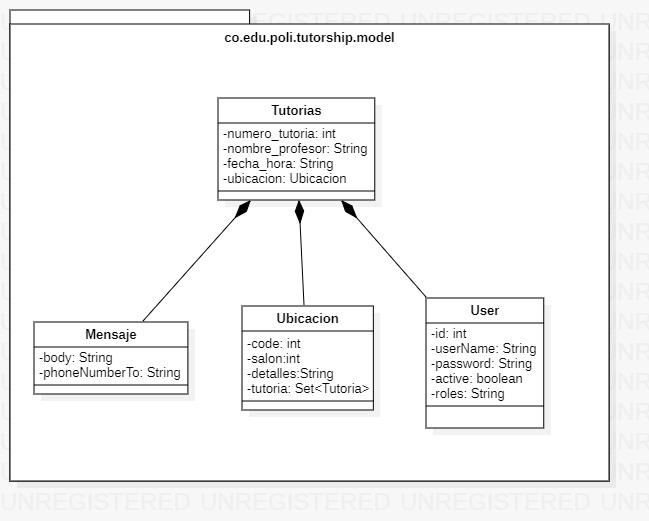 co.edu.poli.tutorship.model
Tutorias
-numero_tutoria: int
-nombre_profesor: String
-fecha_hora: String
-ubicacion: Ubicacion
Mensaje
-body: String
-phoneNumberTo: String
Ubicacion
-code: int
-salon:int
-detalles:String
-tutoria: Set<Tutoria>
User
-id: int
-userName: String
-password: String
-active: boolean
-roles: String
UNREGISTERED UNREGISTERED UNREGISTERED UNR